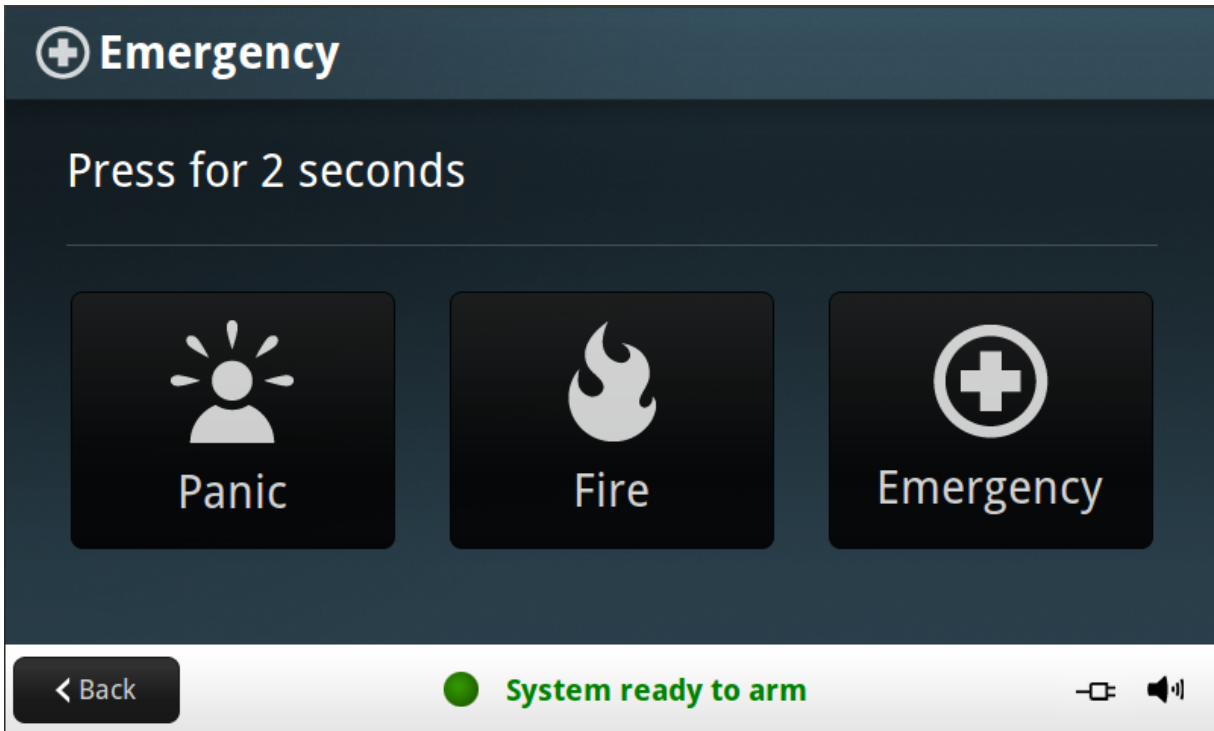 Emergency
Press for 2 seconds
Panic
Fire
Emergency
Back
System ready to arm